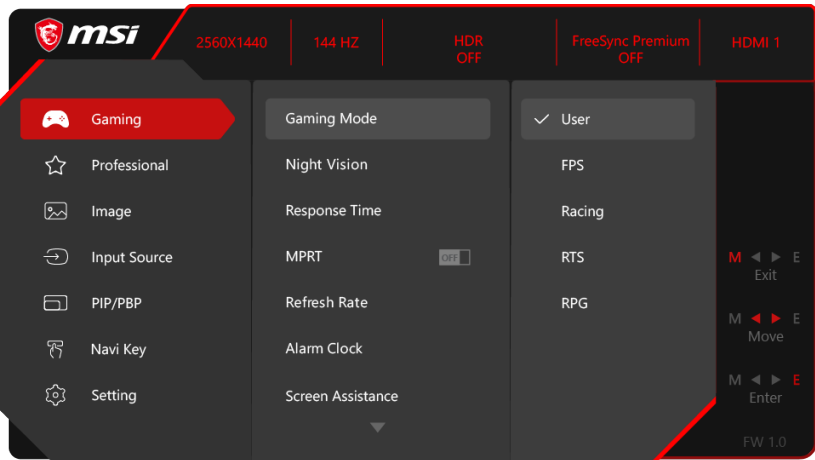 msi
2560X1440
144 HZ
HDR
OFF
FreeSync Premium
OFF
HDMI 1
Gaming
Professional
Image
Input Source
PIP/PBP
Navi Key
Setting
Gaming Mode
Night Vision
Response Time
MPRT OFF
Refresh Rate
Alarm Clock
Screen Assistance
User
FPS
Racing
RTS
RPG
M ◄ ► E
Exit
M ◄ ► E
Move
M ◄ ► E
Enter
FW 1.0